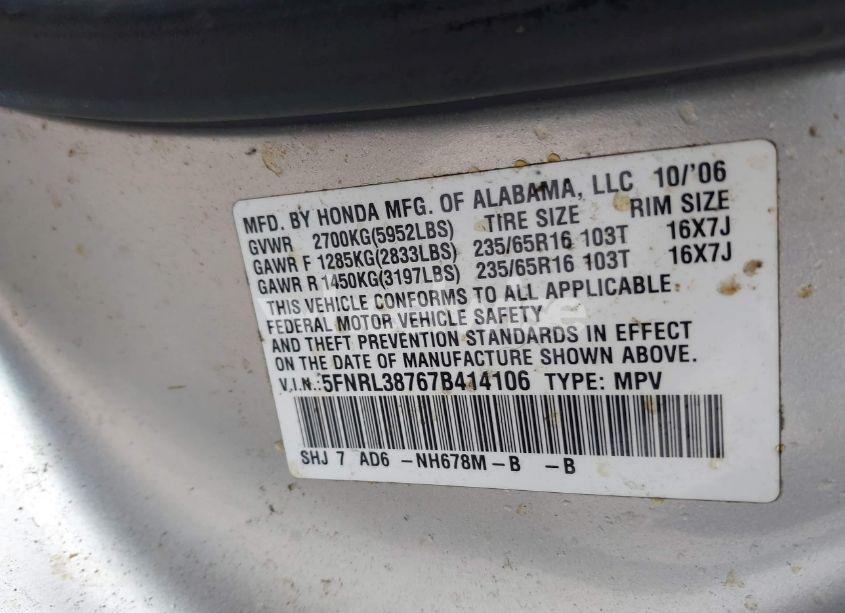 MFD. BY HONDA MFG. OF ALABAMA, LLC 10/'06
GVWR 2700KG(5952LBS) TIRE SIZE RIM SIZE
GAWR F 1285KG(2833LBS) 235/65R16 103T 16X7J
GAWR R 1450KG(3197LBS) 235/65R16 103T 16X7J
THIS VEHICLE CONFORMS TO ALL APPLICABLE
FEDERAL MOTOR VEHICLE SAFETY
AND THEFT PREVENTION STANDARDS IN EFFECT
ON THE DATE OF MANUFACTURE SHOWN ABOVE.
V.I.N.:5FNRL38767B414106 TYPE: MPV
SHJ 7 AD6 -NH678M-B -B